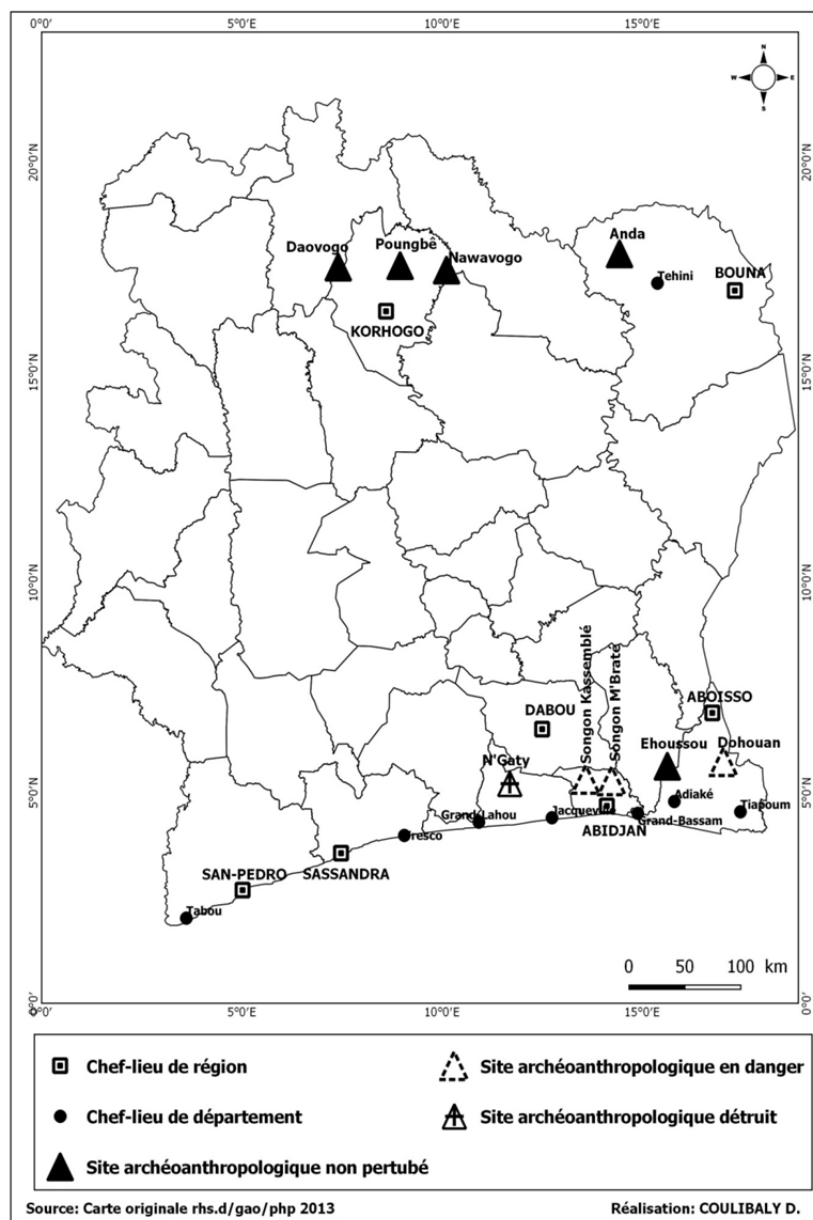 0°0' 5°0'E 10°0'E 15°0'E
N
W E
S
20°0'N 20°0'N
Anda
Daovogo Poungbê Nawavogo
Tehini BOUNA
KORHOGO
15°0'N 15°0'N
10°0'N 10°0'N
Songon Kassemblé
Songon M'Braté
ABOISSO
DABOU
Ehoussou Dohouan
N'Gaty
5°0'N 5°0'N
Adiaké
Tiapoum
Grand-Lahou Jacqueville
Grand-Bassam
ABIDJAN
Fresco
SAN-PEDRO SASSANDRA
Tabou
0 50 100 km
0°0' 0°0'
0°0' 5°0'E 10°0'E 15°0'E
Chef-lieu de région
Site archéoanthropologique en danger
Chef-lieu de département
Site archéoanthropologique détruit
Site archéoanthropologique non pertubé
Source: Carte originale rhs.d/gao/php 2013 Réalisation: COULIBALY D.